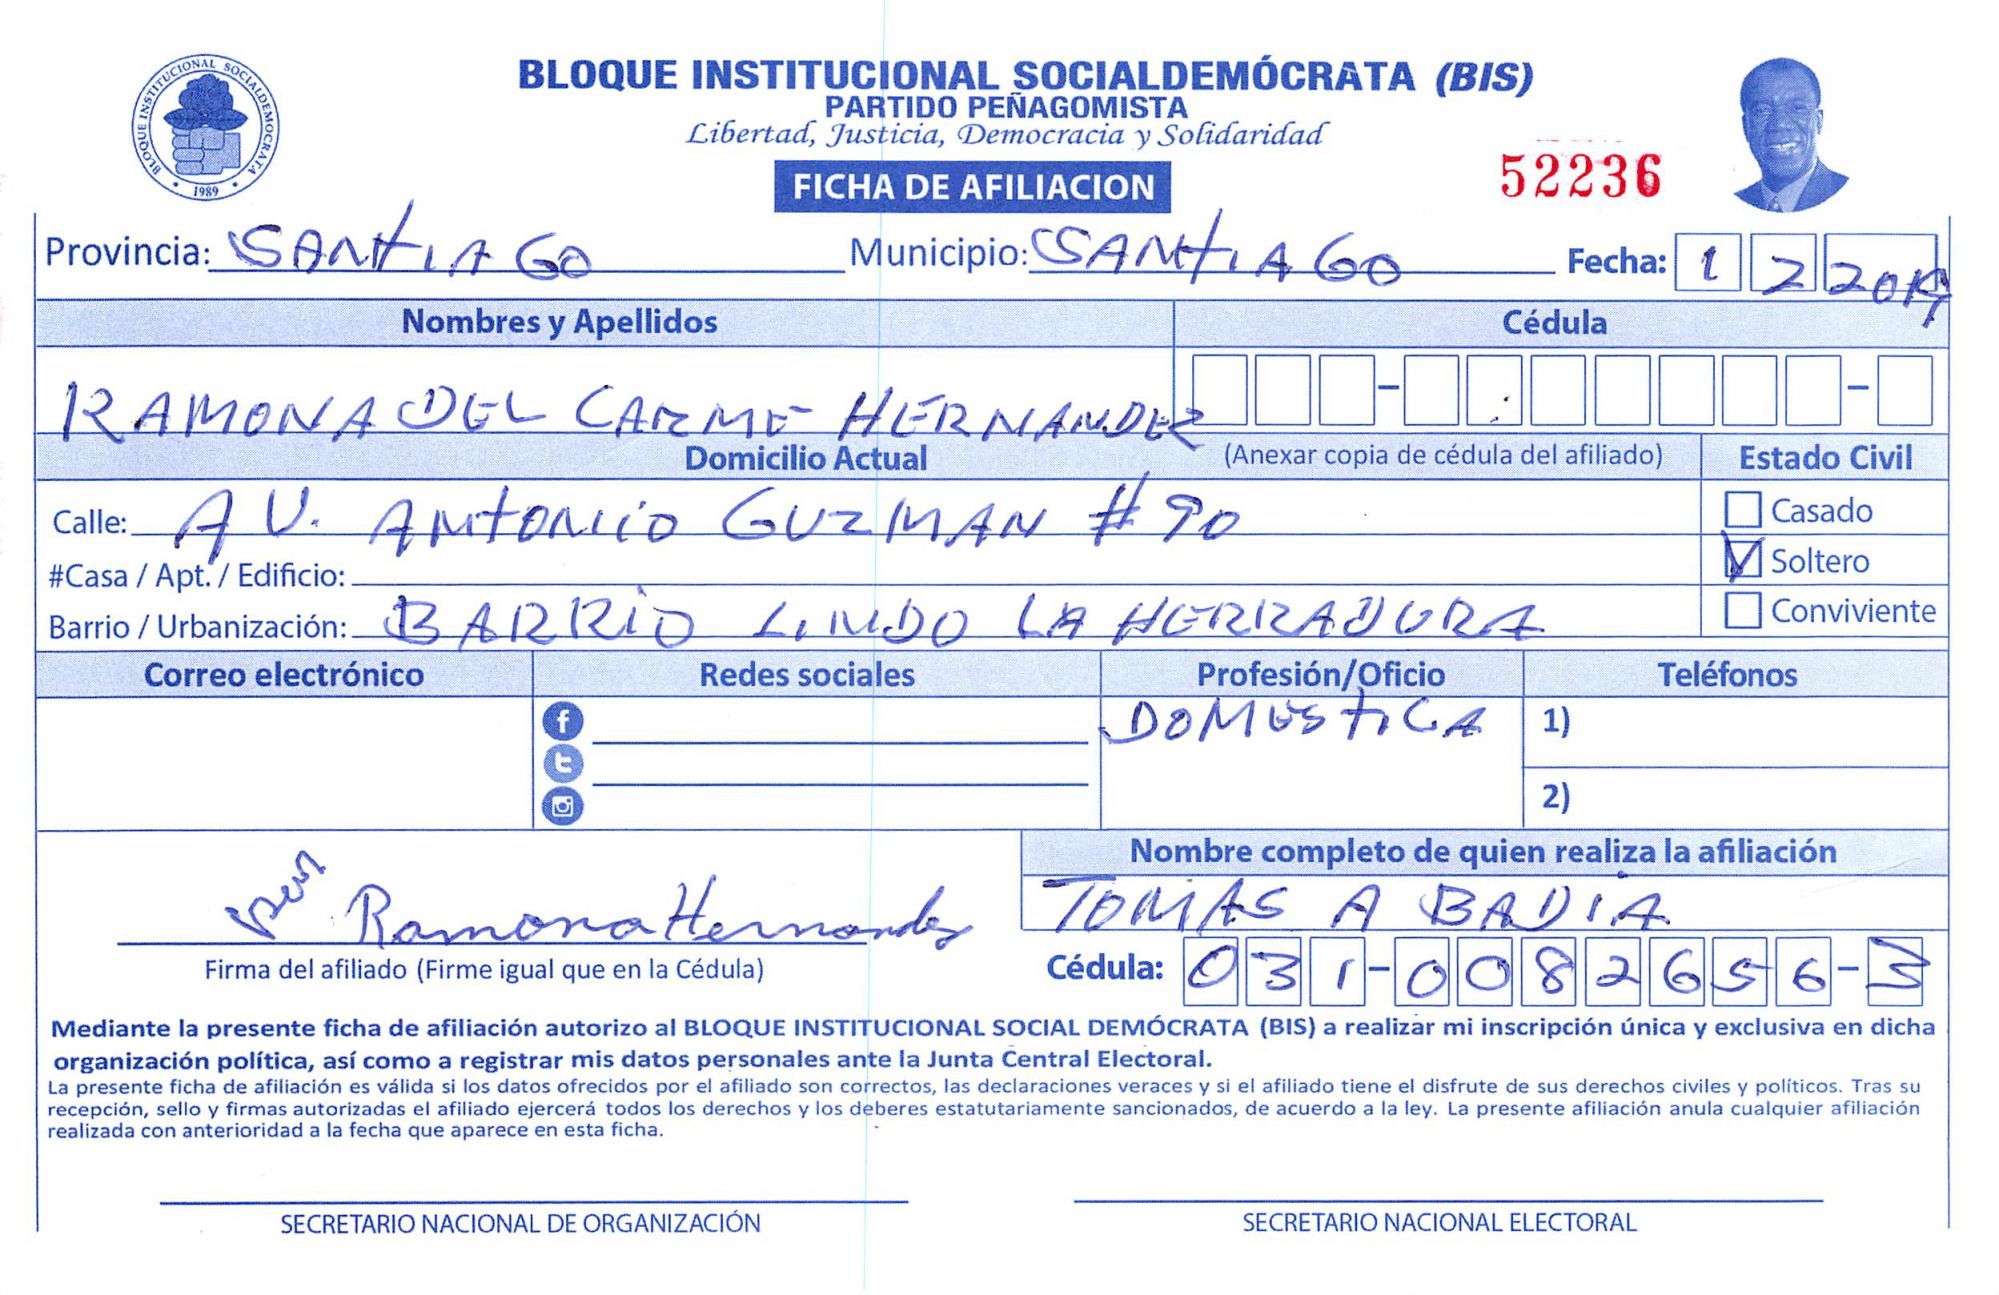 BLOQUE INSTITUCIONAL SOCIALDEMÓCRATA (BIS)
PARTIDO PEÑAGOMISTA
Libertad, Justicia, Democracia y Solidaridad
BLOQUE INSTITUCIONAL SOCIALDEMOCRATA
1989
FICHA DE AFILIACION
52236
Provincia: SANTIAGO Municipio: SANTIAGO Fecha: 1 2 2019
Nombres y Apellidos Cédula
RAMONA DEL CARME HERNANDEZ
Domicilio Actual (Anexar copia de cédula del afiliado) Estado Civil
Calle: AV. ANTONIO GUZMAN #90 Casado
#Casa / Apt. / Edificio: Soltero
Barrio / Urbanización: BARRIO LINDO LA HERRADURA Conviviente
Correo electrónico Redes sociales Profesión/Oficio Teléfonos
DOMESTICA 1)
2)
Nombre completo de quien realiza la afiliación
Ramona Hernandez TOMAS A BADIA
Firma del afiliado (Firme igual que en la Cédula) Cédula: 031-0082656-3
Mediante la presente ficha de afiliación autorizo al BLOQUE INSTITUCIONAL SOCIAL DEMÓCRATA (BIS) a realizar mi inscripción única y exclusiva en dicha
organización política, así como a registrar mis datos personales ante la Junta Central Electoral.
La presente ficha de afiliación es válida si los datos ofrecidos por el afiliado son correctos, las declaraciones veraces y si el afiliado tiene el disfrute de sus derechos civiles y políticos. Tras su
recepción, sello y firmas autorizadas el afiliado ejercerá todos los derechos y los deberes estatutariamente sancionados, de acuerdo a la ley. La presente afiliación anula cualquier afiliación
realizada con anterioridad a la fecha que aparece en esta ficha.
SECRETARIO NACIONAL DE ORGANIZACIÓN SECRETARIO NACIONAL ELECTORAL